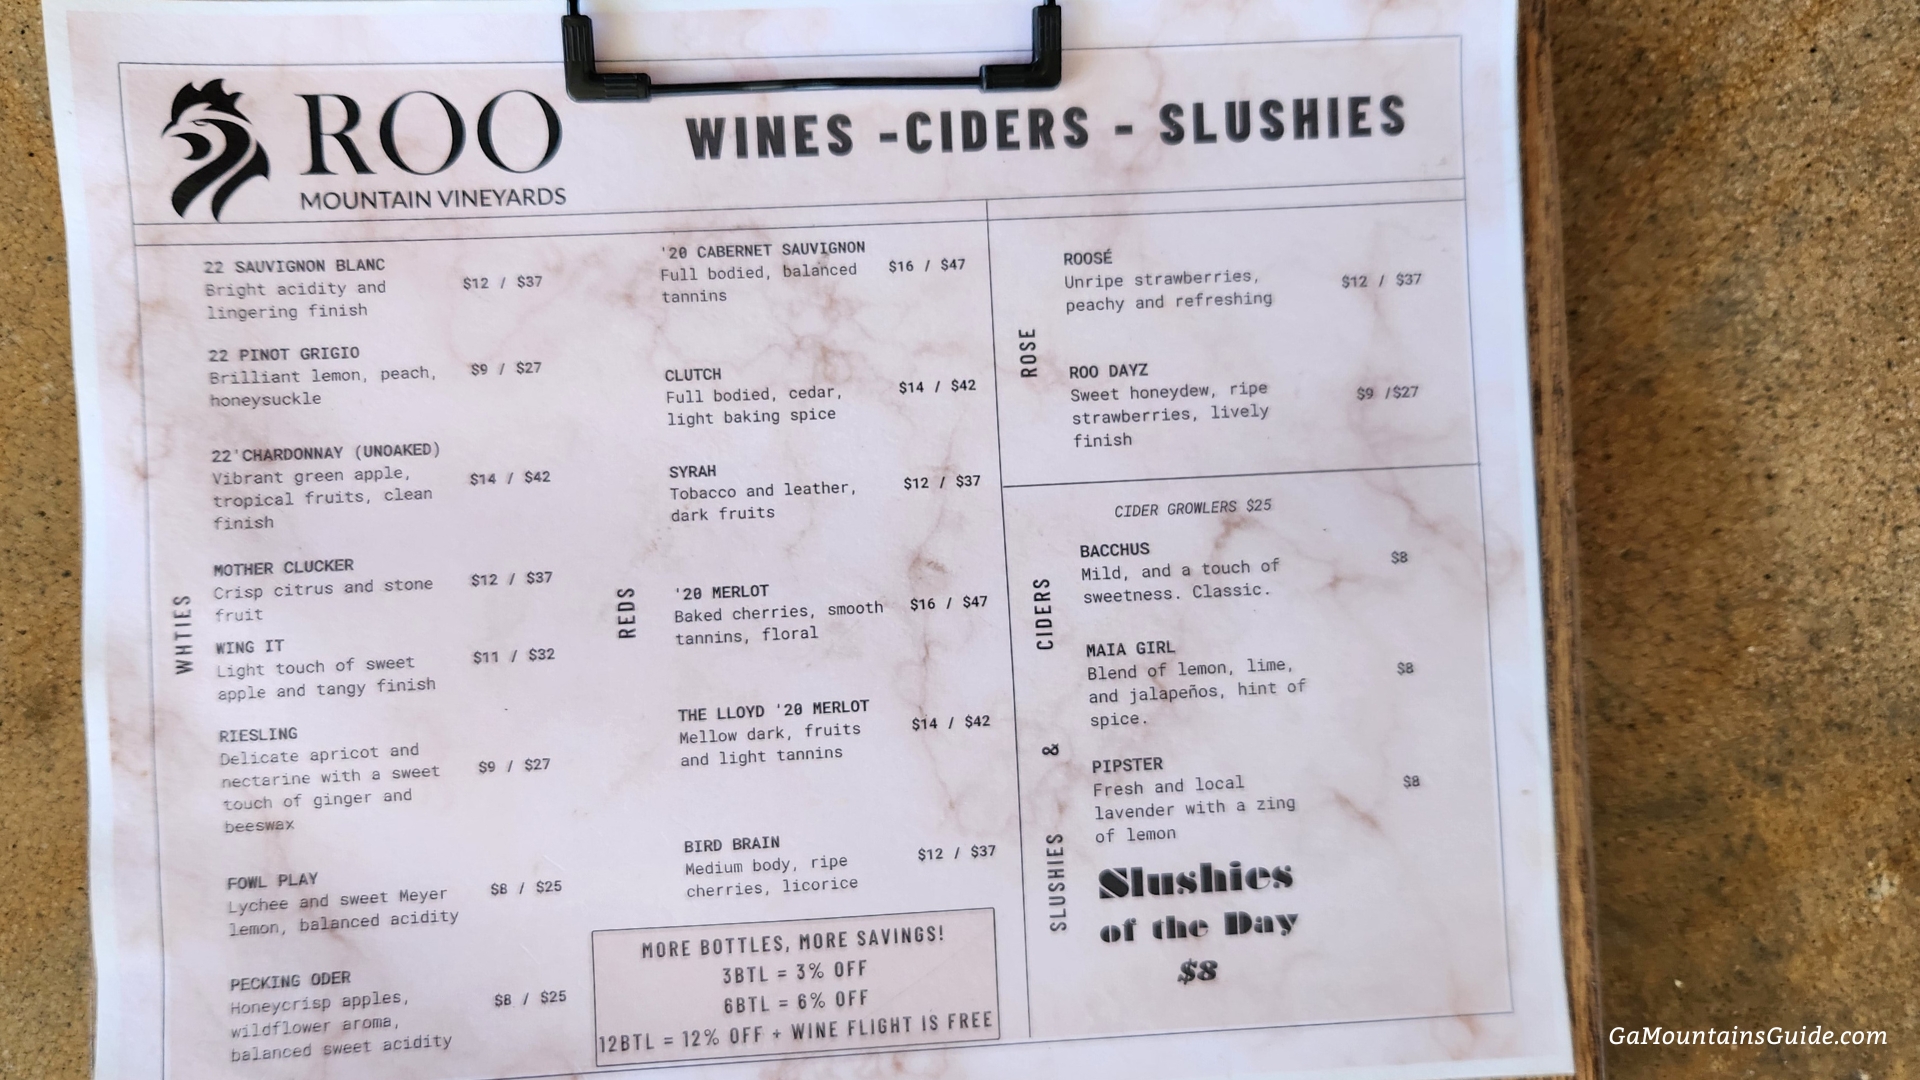 ROO
MOUNTAIN VINEYARDS
WINES -CIDERS - SLUSHIES
WHTIES
22 SAUVIGNON BLANC
Bright acidity and
lingering finish
$12 / $37
22 PINOT GRIGIO
Brilliant lemon, peach,
honeysuckle
$9 / $27
22'CHARDONNAY (UNOAKED)
Vibrant green apple,
tropical fruits, clean
finish
$14 / $42
MOTHER CLUCKER
Crisp citrus and stone
fruit
$12 / $37
WING IT
Light touch of sweet
apple and tangy finish
$11 / $32
RIESLING
Delicate apricot and
nectarine with a sweet
touch of ginger and
beeswax
$9 / $27
FOWL PLAY
Lychee and sweet Meyer
lemon, balanced acidity
$8 / $25
PECKING ODER
Honeycrisp apples,
wildflower aroma,
balanced sweet acidity
$8 / $25
REDS
'20 CABERNET SAUVIGNON
Full bodied, balanced
tannins
$16 / $47
CLUTCH
Full bodied, cedar,
light baking spice
$14 / $42
SYRAH
Tobacco and leather,
dark fruits
$12 / $37
'20 MERLOT
Baked cherries, smooth
tannins, floral
$16 / $47
THE LLOYD '20 MERLOT
Mellow dark, fruits
and light tannins
$14 / $42
BIRD BRAIN
Medium body, ripe
cherries, licorice
$12 / $37
MORE BOTTLES, MORE SAVINGS!
3BTL = 3% OFF
6BTL = 6% OFF
12BTL = 12% OFF + WINE FLIGHT IS FREE
ROSE
ROOSÉ
Unripe strawberries,
peachy and refreshing
$12 / $37
ROO DAYZ
Sweet honeydew, ripe
strawberries, lively
finish
$9 /$27
SLUSHIES & CIDERS
CIDER GROWLERS $25
BACCHUS
Mild, and a touch of
sweetness. Classic.
$8
MAIA GIRL
Blend of lemon, lime,
and jalapeños, hint of
spice.
$8
PIPSTER
Fresh and local
lavender with a zing
of lemon
$8
Slushies
of the Day
$8
GaMountainsGuide.com